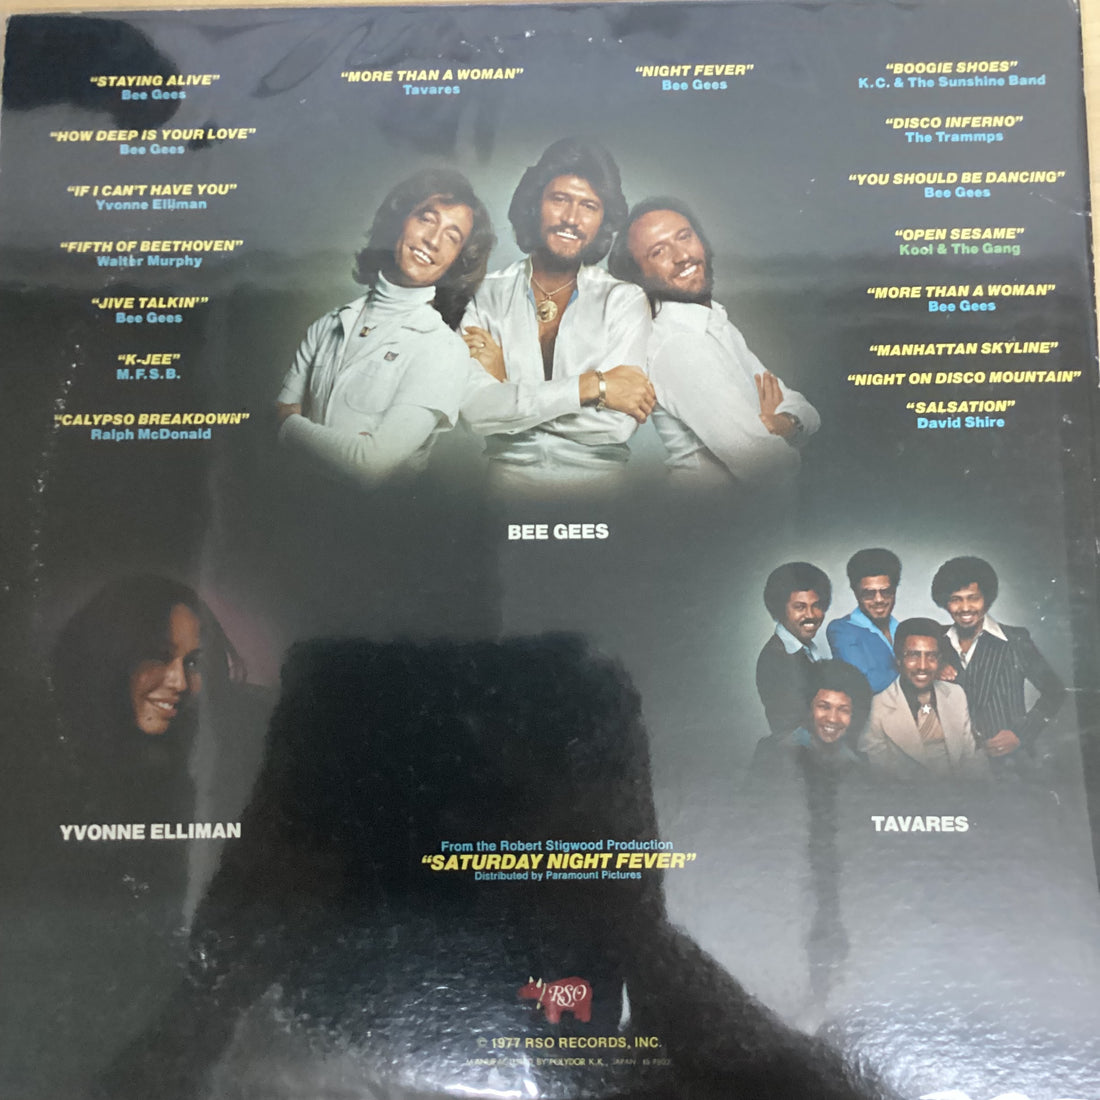 “STAYING ALIVE”
Bee Gees
“HOW DEEP IS YOUR LOVE”
Bee Gees
“IF I CAN'T HAVE YOU”
Yvonne Elliman
“FIFTH OF BEETHOVEN”
Walter Murphy
“JIVE TALKIN'”
Bee Gees
“K-JEE”
M.F.S.B.
“CALYPSO BREAKDOWN”
Ralph McDonald
“MORE THAN A WOMAN”
Tavares
“NIGHT FEVER”
Bee Gees
“BOOGIE SHOES”
K.C. & The Sunshine Band
“DISCO INFERNO”
The Trammps
“YOU SHOULD BE DANCING”
Bee Gees
“OPEN SESAME”
Kool & The Gang
“MORE THAN A WOMAN”
Bee Gees
“MANHATTAN SKYLINE”
“NIGHT ON DISCO MOUNTAIN”
“SALSATION”
David Shire
BEE GEES
YVONNE ELLIMAN
TAVARES
From the Robert Stigwood Production
“SATURDAY NIGHT FEVER”
Distributed by Paramount Pictures
RSO
© 1977 RSO RECORDS, INC.
MANUFACTURED BY POLYDOR K.K., JAPAN